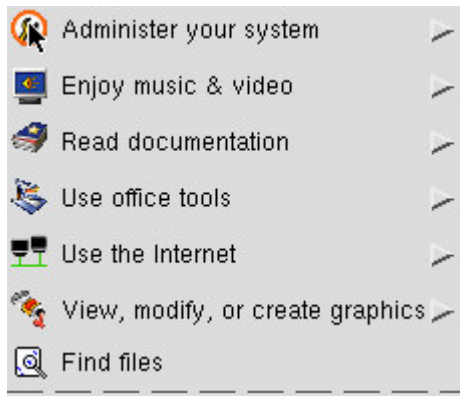 Administer your system
Enjoy music & video
Read documentation
Use office tools
Use the Internet
View, modify, or create graphics
Find files